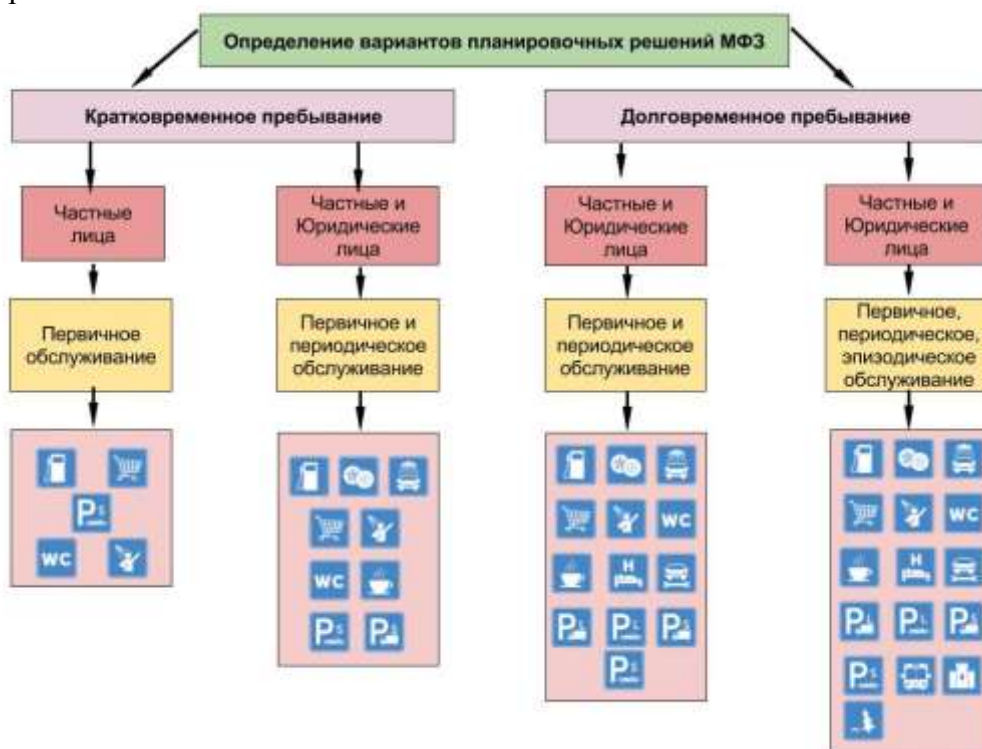 Определение вариантов планировочных решений МФЗ
Кратковременное пребывание
Долговременное пребывание
Частные
лица
Частные и
Юридические
лица
Частные и
Юридические
лица
Частные и
Юридические
лица
Первичное
обслуживание
Первичное и
периодическое
обслуживание
Первичное и
периодическое
обслуживание
Первичное,
периодическое,
эпизодическое
обслуживание
P S
WC
WC
P S
P
WC
H
P
P L
P S
P S
WC
H
P
P L
P
P S